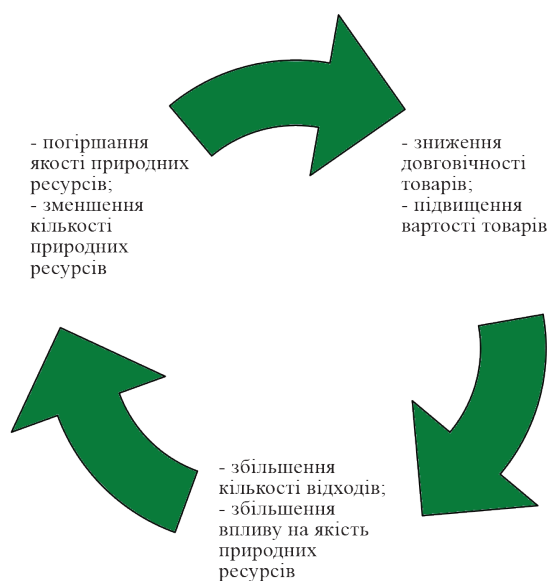 - погіршання
якості природних
ресурсів;
- зменшення
кількості
природних
ресурсів
- зниження
довговічності
товарів;
- підвищення
вартості товарів
- збільшення
кількості відходів;
- збільшення
впливу на якість
природних
ресурсів